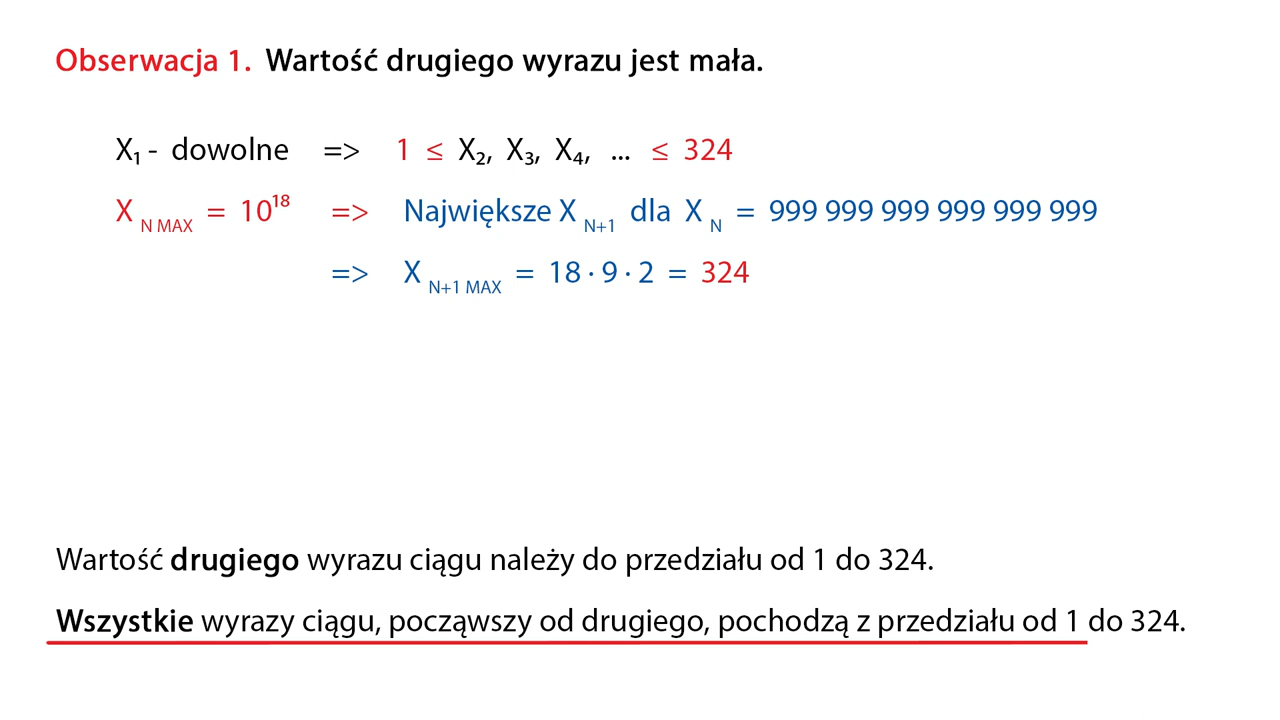 Obserwacja 1. Wartość drugiego wyrazu jest mała.
X₁ - dowolne => 1 ≤ X₂, X₃, X₄, ... ≤ 324
X N MAX = 10¹⁸ => Największe X N+1 dla X N = 999 999 999 999 999 999
=> X N+1 MAX = 18 · 9 · 2 = 324
Wartość drugiego wyrazu ciągu należy do przedziału od 1 do 324.
Wszystkie wyrazy ciągu, począwszy od drugiego, pochodzą z przedziału od 1 do 324.